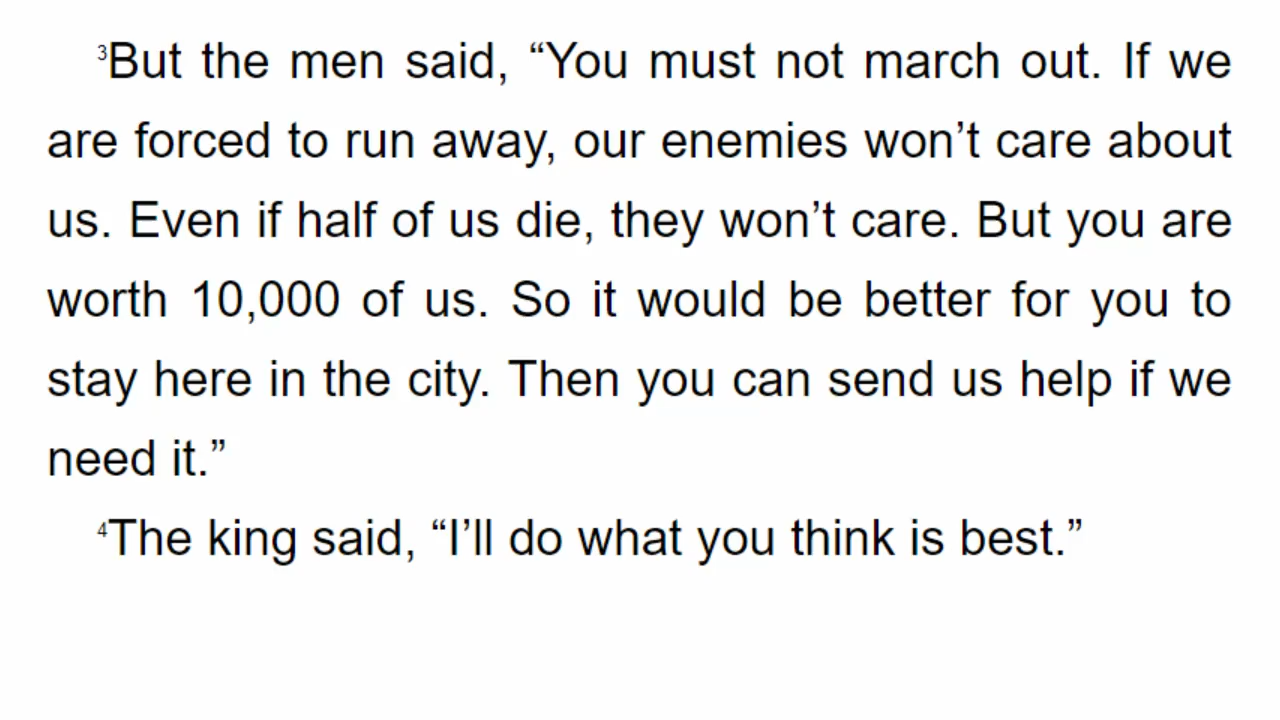 ³But the men said, “You must not march out. If we
are forced to run away, our enemies won’t care about
us. Even if half of us die, they won’t care. But you are
worth 10,000 of us. So it would be better for you to
stay here in the city. Then you can send us help if we
need it.”
⁴The king said, “I’ll do what you think is best.”